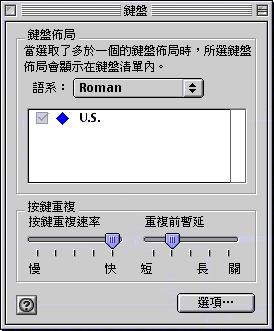 鍵盤
鍵盤佈局
當選取了多於一個的鍵盤佈局時，所選鍵盤
佈局會顯示在鍵盤清單內。
語系： Roman
U.S.
按鍵重復
按鍵重復速率 重復前暫延
慢 快 短 長 關
選項…